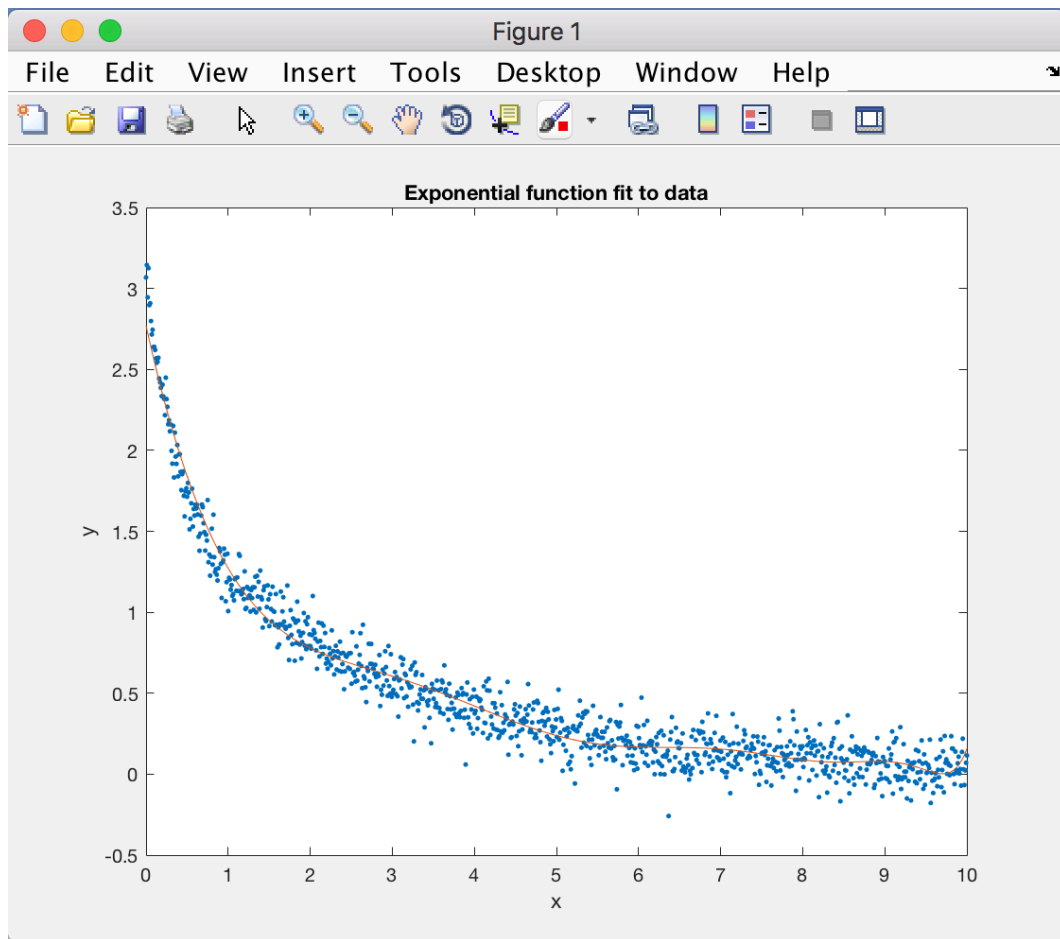 Figure 1
File Edit View Insert Tools Desktop Window Help
Exponential function fit to data
3.5
3
2.5
2
1.5
1
0.5
0
-0.5
y
0 1 2 3 4 5 6 7 8 9 10
x